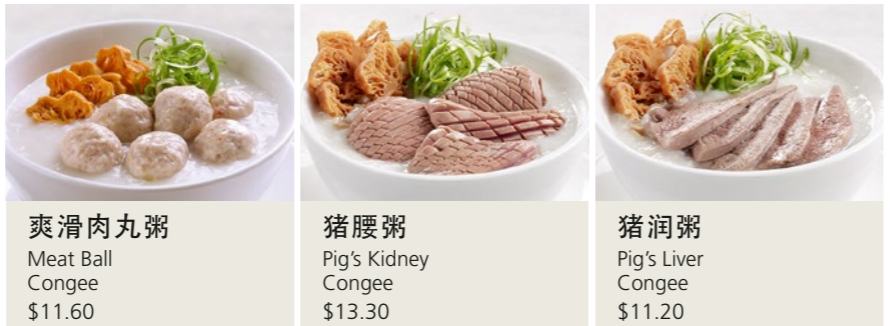 爽滑肉丸粥
Meat Ball
Congee
$11.60
猪腰粥
Pig's Kidney
Congee
$13.30
猪润粥
Pig's Liver
Congee
$11.20